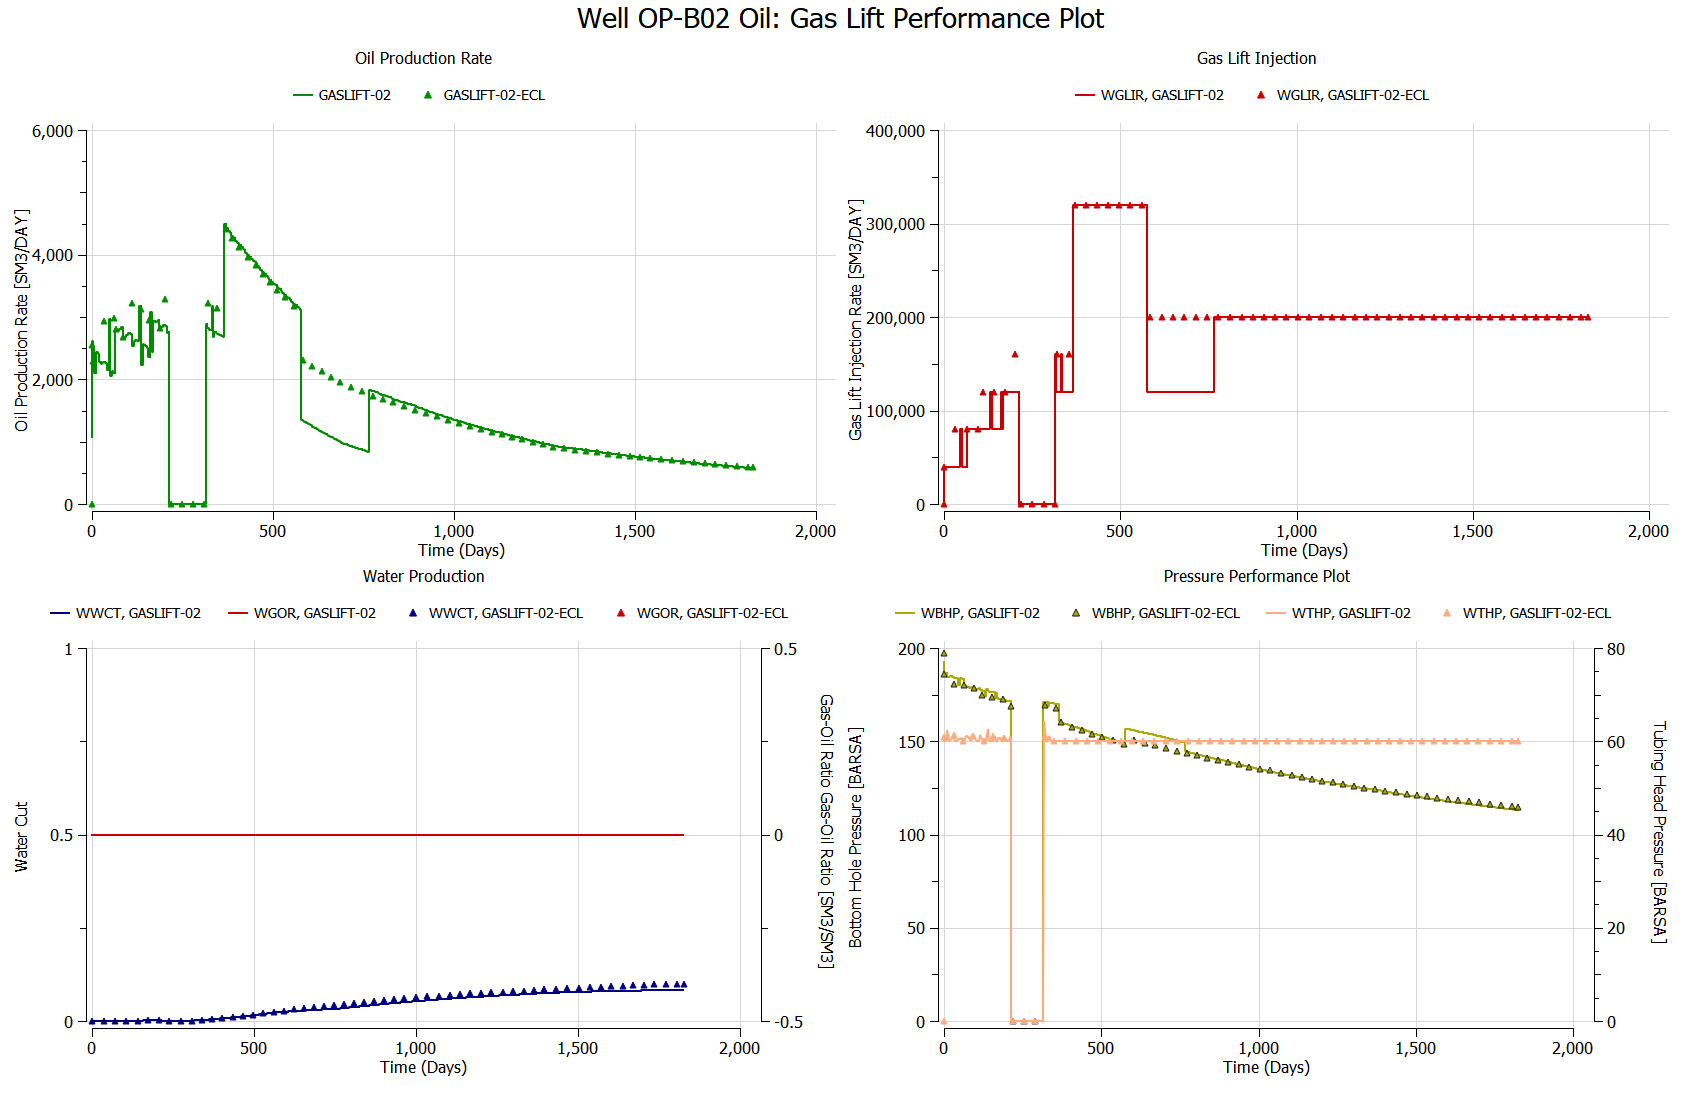 Well OP-B02 Oil: Gas Lift Performance Plot
Oil Production Rate
GASLIFT-02
GASLIFT-02-ECL
Oil Production Rate [SM3/DAY]
6,000
4,000
2,000
0
0
500
1,000
1,500
2,000
Time (Days)
Gas Lift Injection
WGLIR, GASLIFT-02
WGLIR, GASLIFT-02-ECL
Gas Lift Injection Rate [SM3/DAY]
400,000
300,000
200,000
100,000
0
0
500
1,000
1,500
2,000
Time (Days)
Water Production
WWCT, GASLIFT-02
WGOR, GASLIFT-02
WWCT, GASLIFT-02-ECL
WGOR, GASLIFT-02-ECL
Water Cut
1
0.5
0
0.5
0
-0.5
Gas-Oil Ratio Gas-Oil Ratio [SM3/SM3]
0
500
1,000
1,500
2,000
Time (Days)
Pressure Performance Plot
WBHP, GASLIFT-02
WBHP, GASLIFT-02-ECL
WTHP, GASLIFT-02
WTHP, GASLIFT-02-ECL
Bottom Hole Pressure [BARSA]
200
150
100
50
0
80
60
40
20
0
Tubing Head Pressure [BARSA]
0
500
1,000
1,500
2,000
Time (Days)